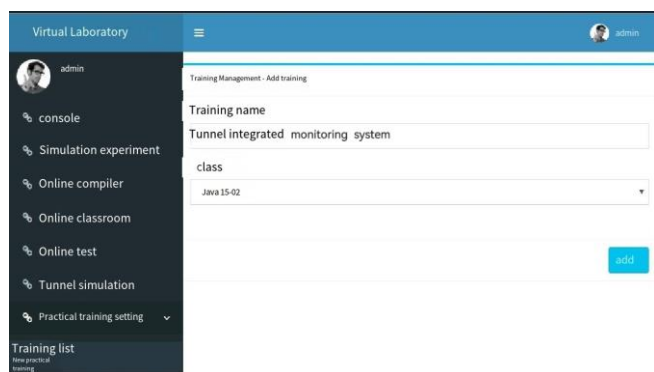 Virtual Laboratory
admin
admin
Training Management - Add training
console
Simulation experiment
Online compiler
Online classroom
Online test
Tunnel simulation
Practical training setting
Training list
New practical
training
Training name
Tunnel integrated monitoring system
class
Java 15-02
add